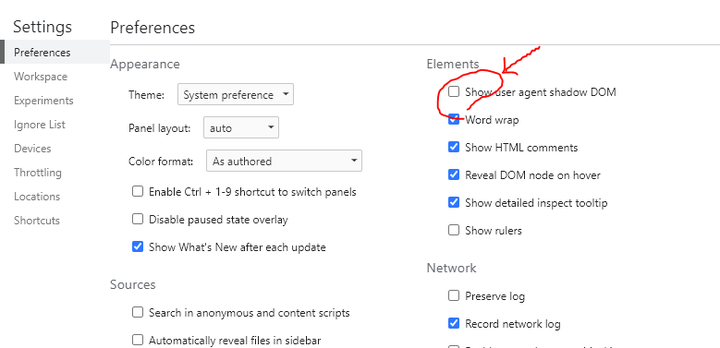 Settings
Preferences
Workspace
Experiments
Ignore List
Devices
Throttling
Locations
Shortcuts
Preferences
Appearance
Theme: System preference
Panel layout: auto
Color format: As authored
Enable Ctrl + 1-9 shortcut to switch panels
Disable paused state overlay
Show What's New after each update
Sources
Search in anonymous and content scripts
Automatically reveal files in sidebar
Elements
Show user agent shadow DOM
Word wrap
Show HTML comments
Reveal DOM node on hover
Show detailed inspect tooltip
Show rulers
Network
Preserve log
Record network log